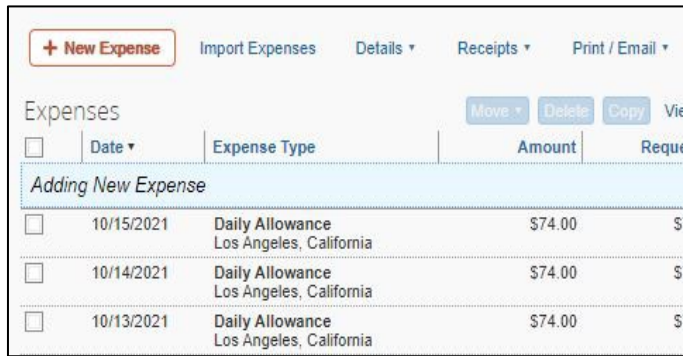 + New Expense Import Expenses Details ▾ Receipts ▾ Print / Email ▾
Expenses Move ▾ Delete Copy Vie
Date ▾ Expense Type Amount Reque
Adding New Expense
10/15/2021 Daily Allowance $74.00 $
Los Angeles, California
10/14/2021 Daily Allowance $74.00 $
Los Angeles, California
10/13/2021 Daily Allowance $74.00 $
Los Angeles, California